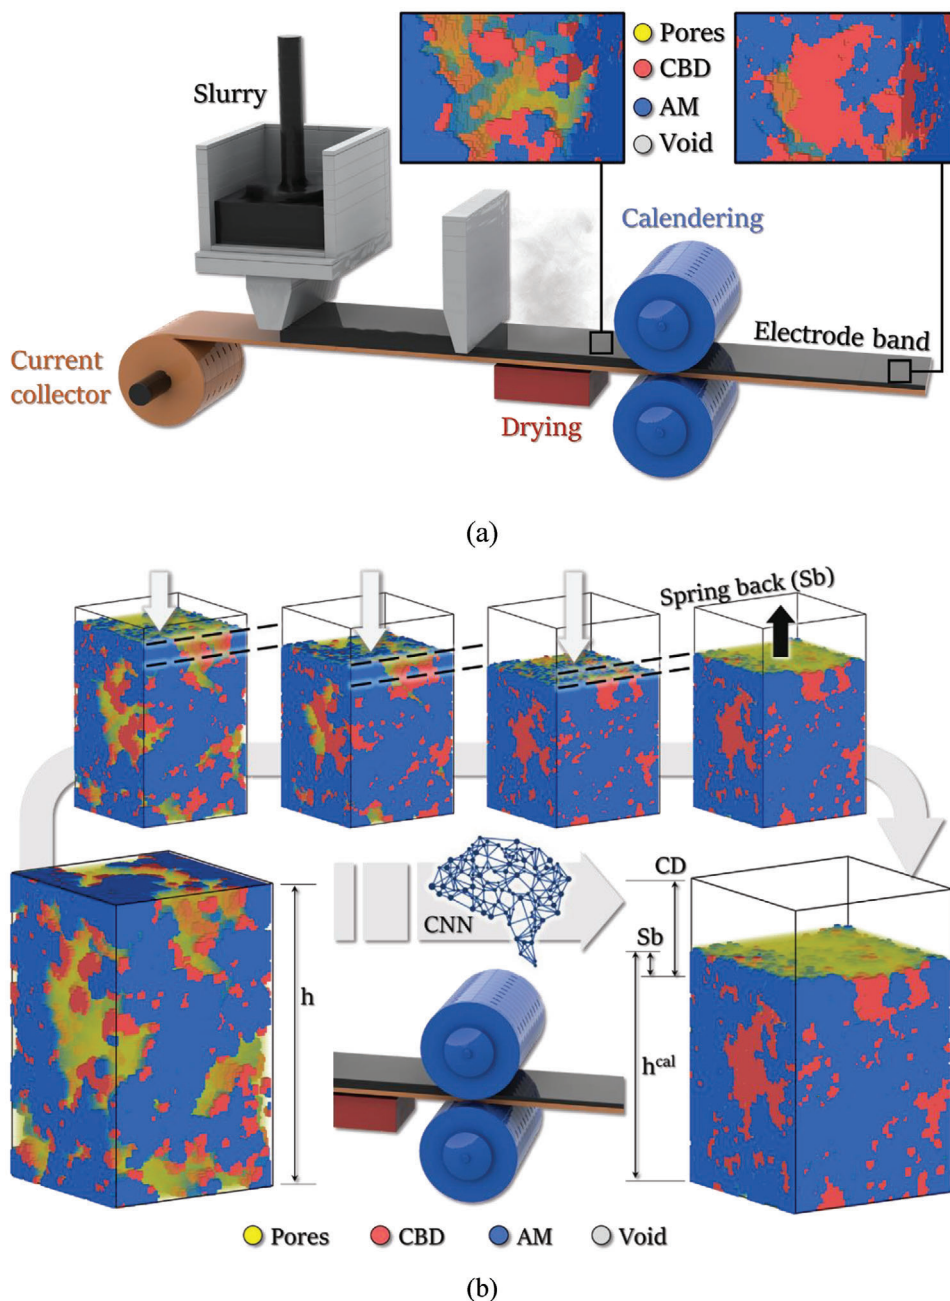 Slurry
Pores
CBD
AM
Void
Calendering
Electrode band
Current
collector
Drying
(a)
Spring back (Sb)
CNN
CD
Sb
h
h^cal
Pores
CBD
AM
Void
(b)